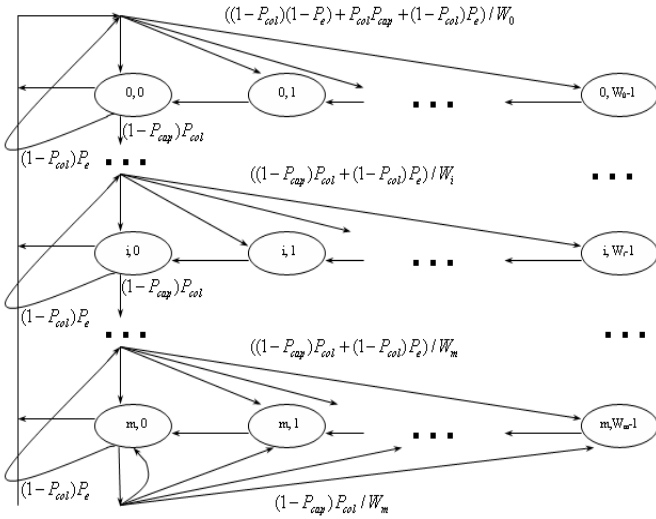 ((1-P_col)(1-P_e)+P_col P_cap+(1-P_col)P_e)/W_0
0, 0
0, 1
...
0, W_0-1
(1-P_cap)P_col
(1-P_col)P_e
...
((1-P_cap)P_col+(1-P_col)P_e)/W_i
...
i, 0
i, 1
...
i, W_i-1
(1-P_cap)P_col
(1-P_col)P_e
...
...
((1-P_cap)P_col+(1-P_col)P_e)/W_m
m, 0
m, 1
...
m,W_m-1
(1-P_col)P_e
(1-P_cap)P_col/W_m